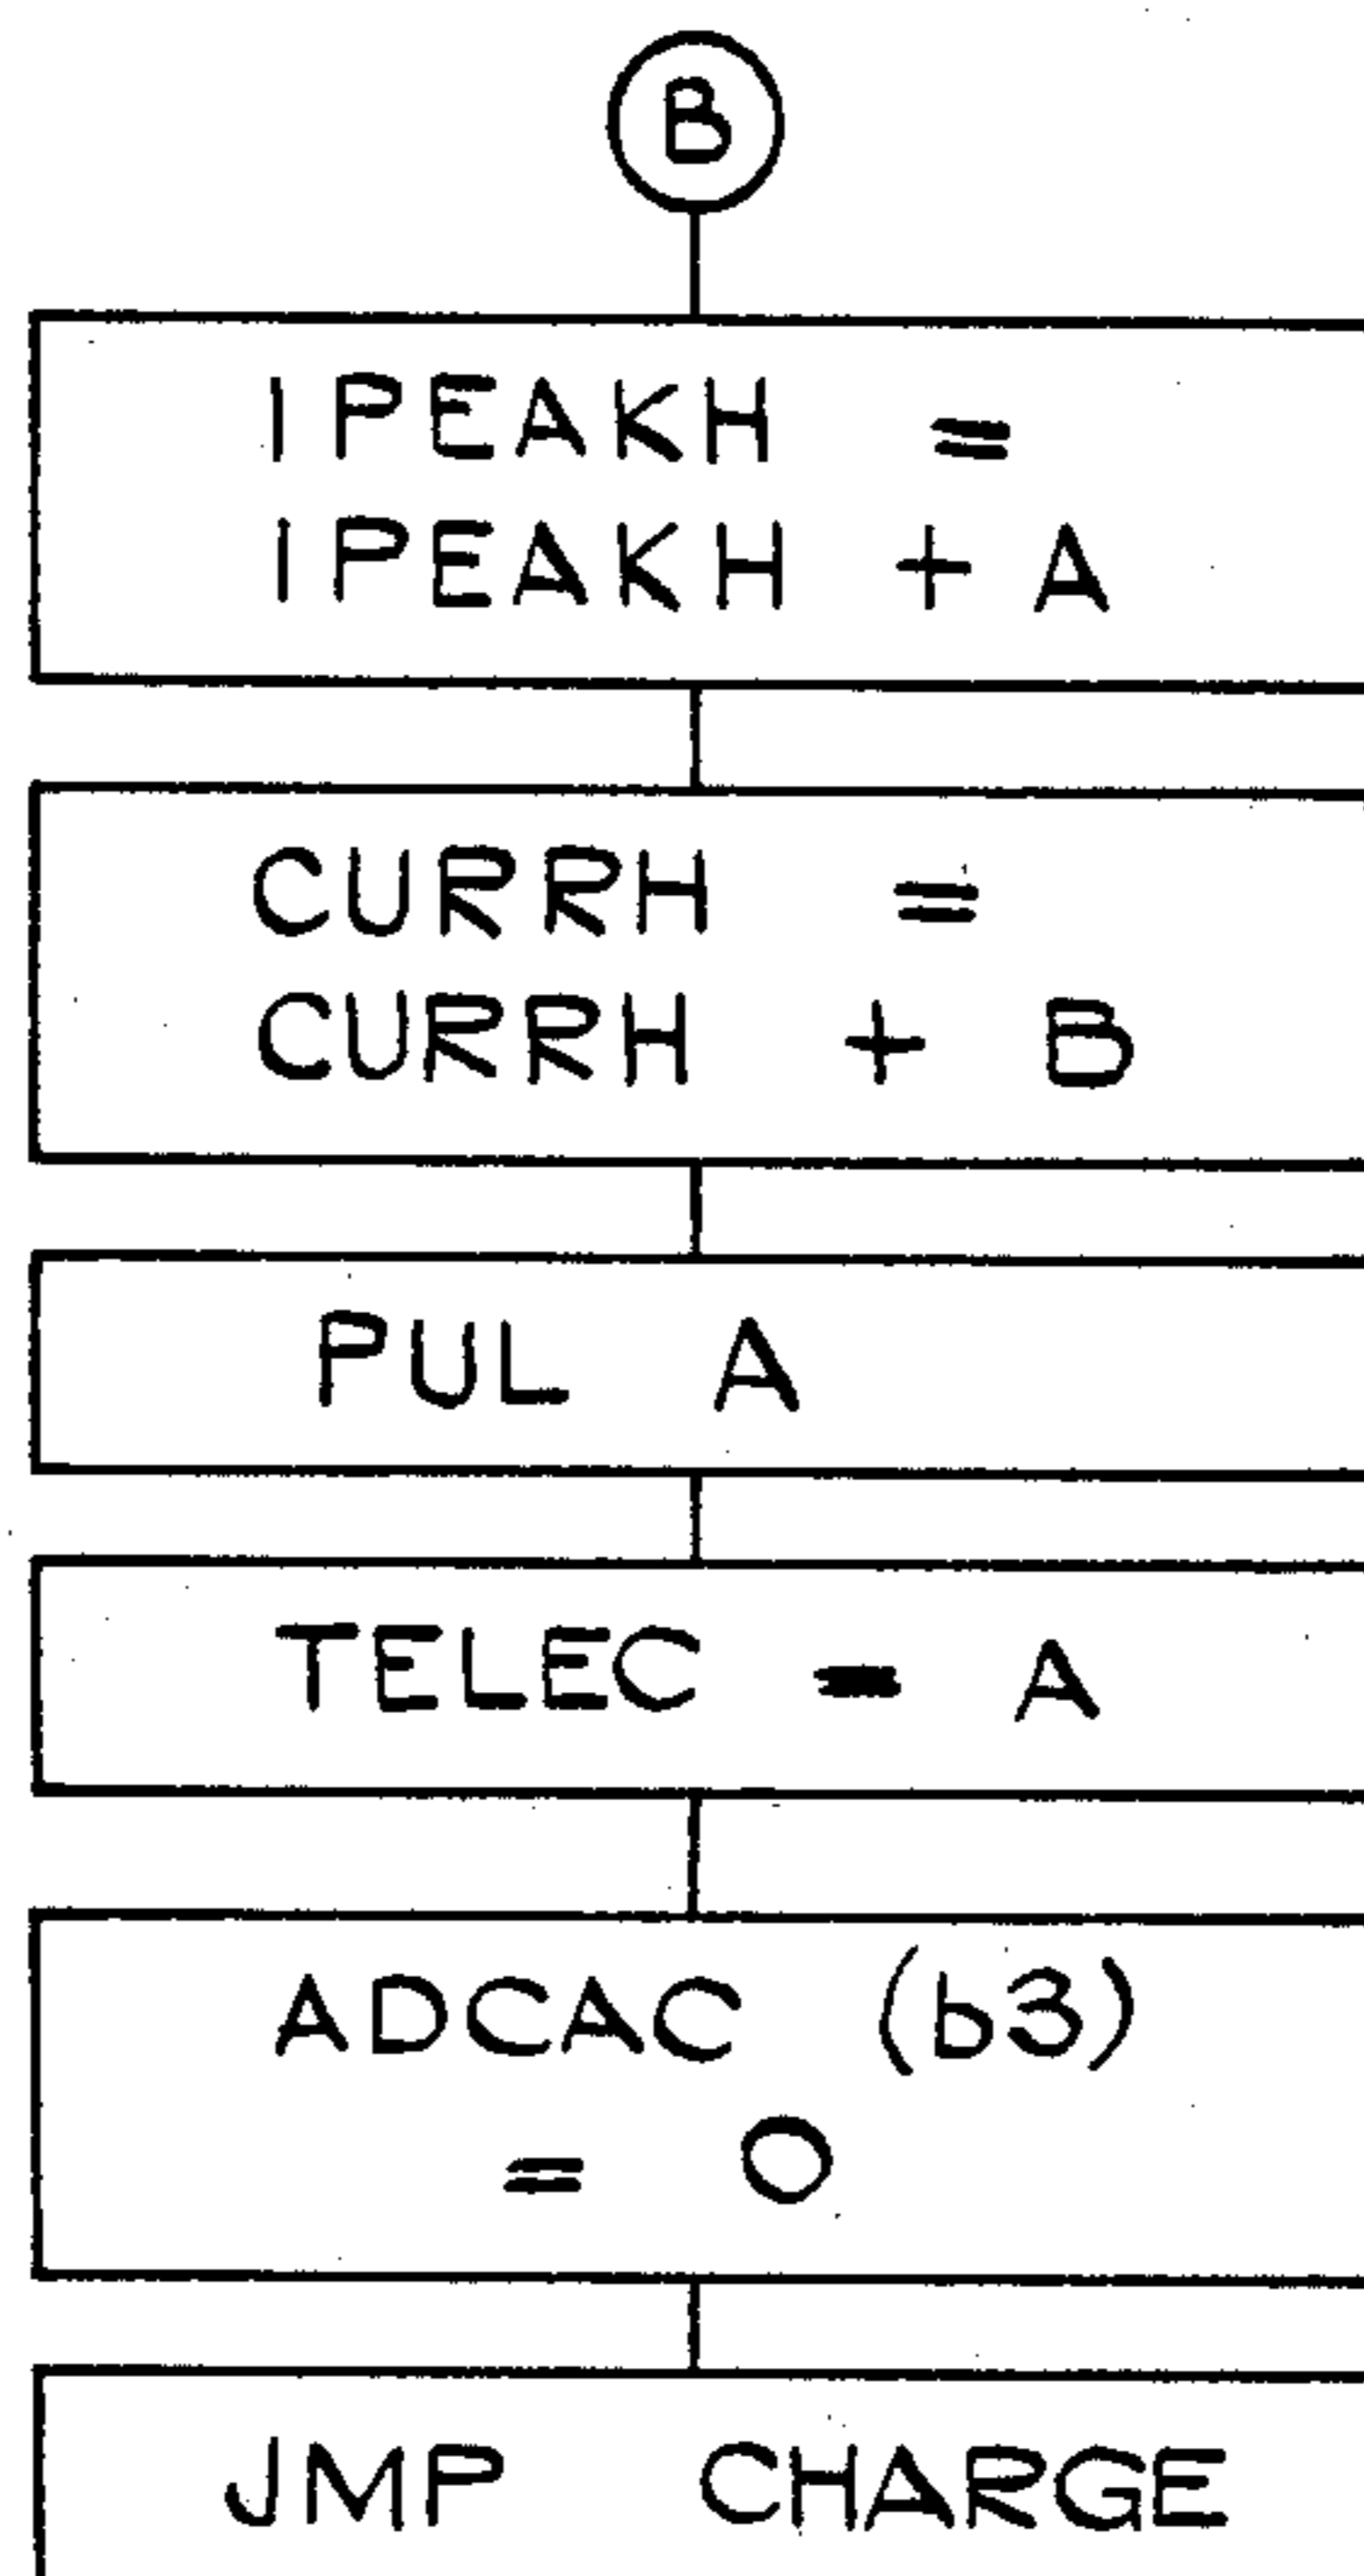 B
IPEAKH =
IPEAKH + A
CURRH =
CURRH + B
PUL A
TELEC = A
ADCAC (b3)
= 0
JMP CHARGE